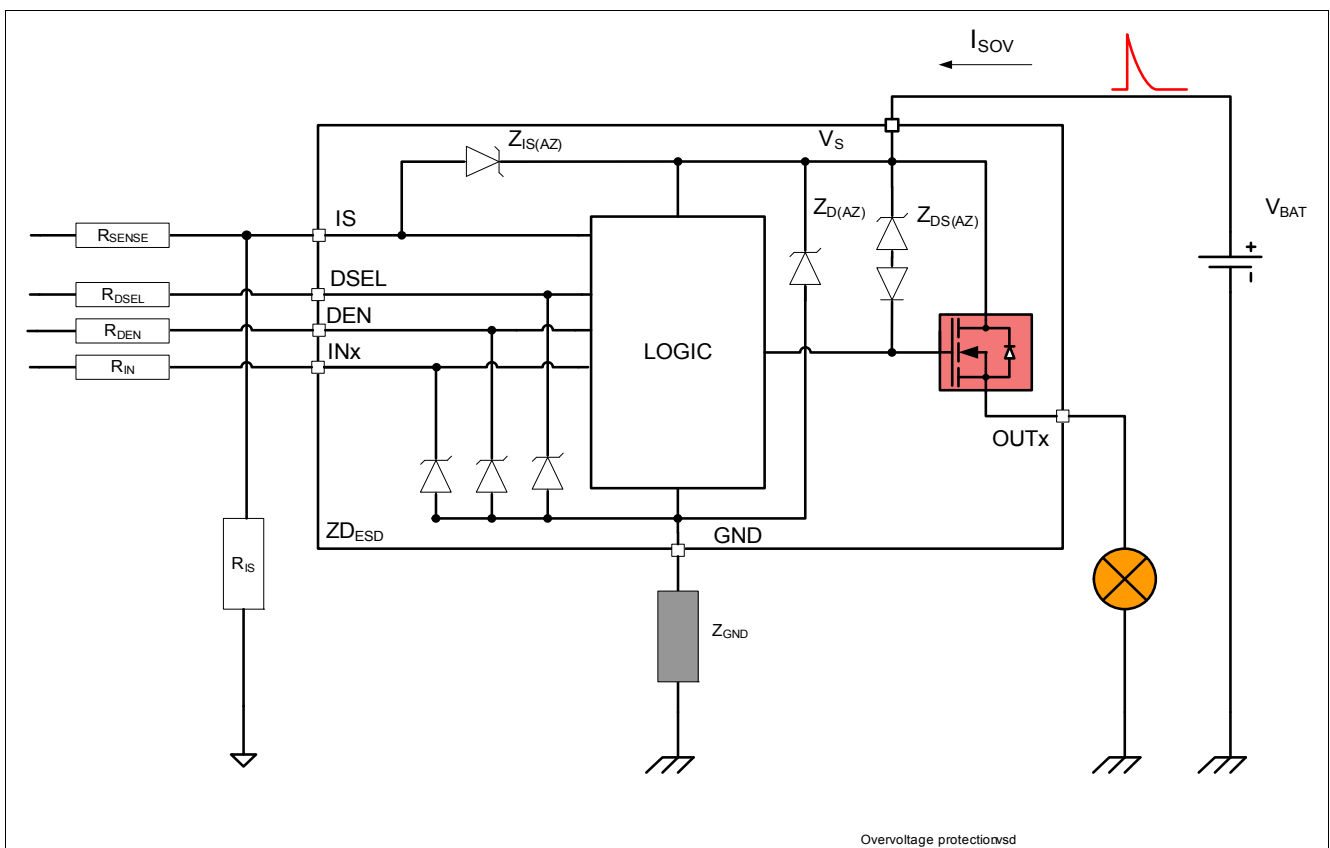 ISOV
ZIS(AZ)
VS
IS
ZD(AZ)
ZDS(AZ)
VBAT
RSENSE
DSEL
RDSEL
DEN
RDEN
INx
RIN
LOGIC
+
-
OUTx
ZDESD
GND
RIS
ZGND
Overvoltage protection.vsd